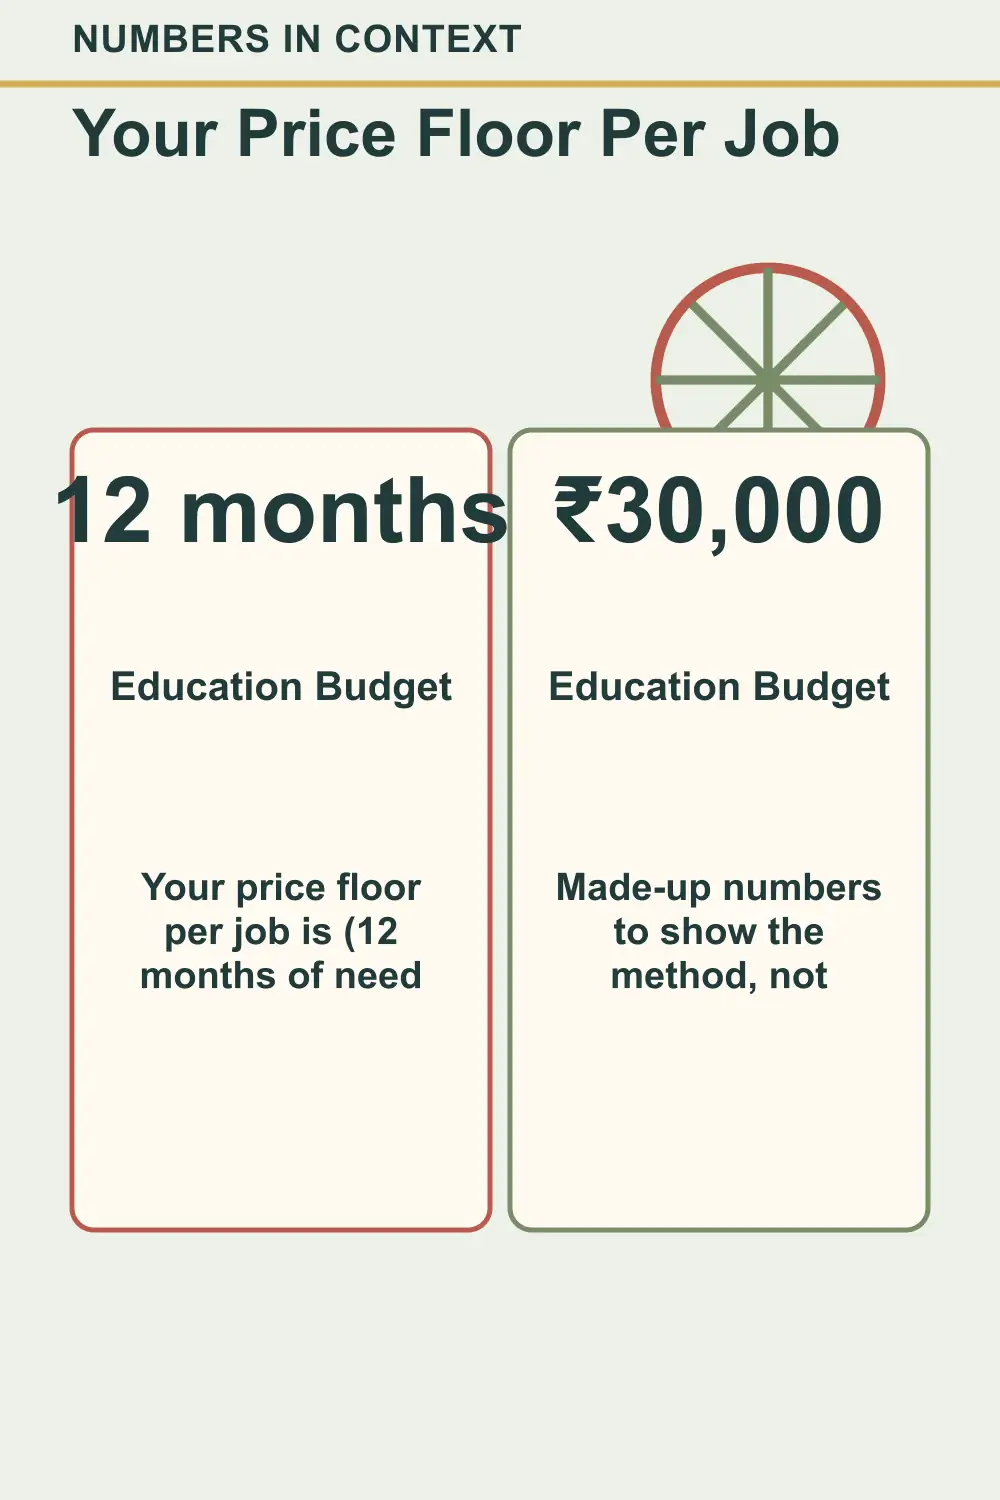 NUMBERS IN CONTEXT
Your Price Floor Per Job
12 months
Education Budget
Your price floor
per job is (12
months of need
₹30,000
Education Budget
Made-up numbers
to show the
method, not